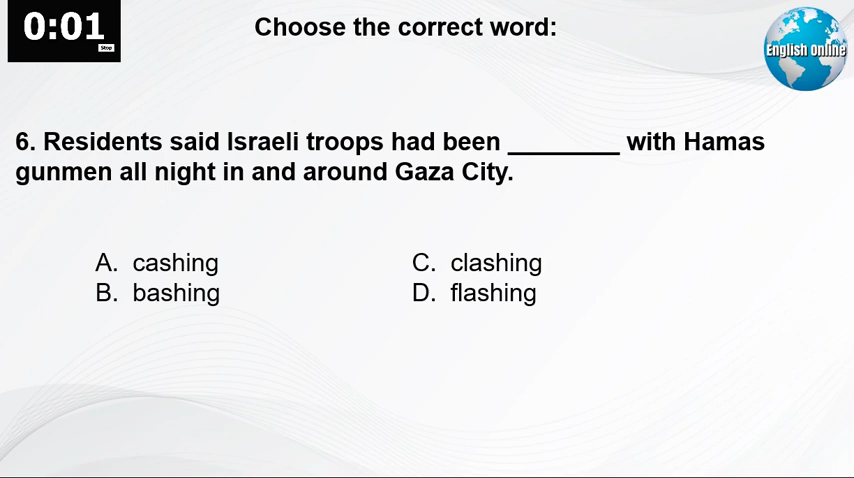 0:01
Stop
Choose the correct word:
English Online
6. Residents said Israeli troops had been ________ with Hamas
gunmen all night in and around Gaza City.
A. cashing
B. bashing
C. clashing
D. flashing